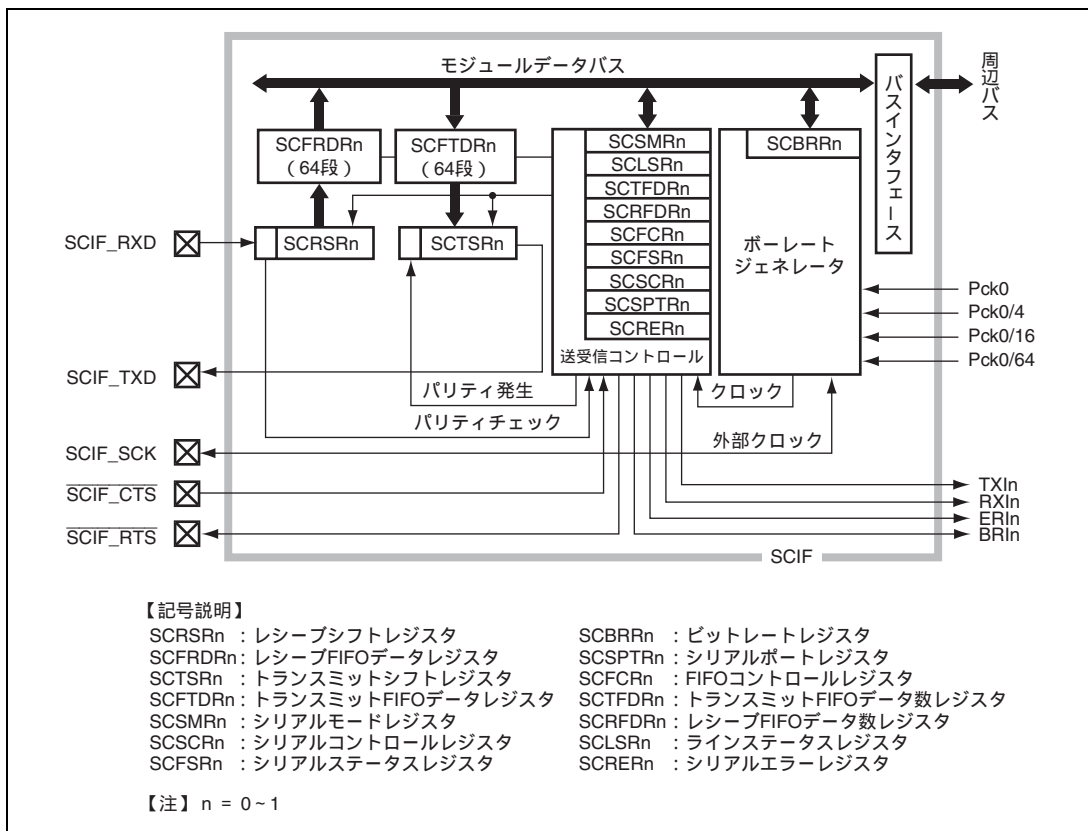 モジュールデータバス
バスインタフェース
周辺バス
SCFRDRn
（64段）
SCFTDRn
（64段）
SCSMRn
SCLSRn
SCTFDRn
SCRFDRn
SCFCRn
SCFSRn
SCSCRn
SCSPTRn
SCRERn
送受信コントロール
SCBRRn
ボーレート
ジェネレータ
SCIF_RXD
SCRSRn
SCTSRn
Pck0
Pck0/4
Pck0/16
Pck0/64
SCIF_TXD
パリティ発生
パリティチェック
クロック
外部クロック
SCIF_SCK
SCIF_CTS
SCIF_RTS
TXIn
RXIn
ERIn
BRIn
SCIF
【記号説明】
SCRSRn ：レシーブシフトレジスタ
SCFRDRn：レシーブFIFOデータレジスタ
SCTSRn ：トランスミットシフトレジスタ
SCFTDRn：トランスミットFIFOデータレジスタ
SCSMRn ：シリアルモードレジスタ
SCSCRn ：シリアルコントロールレジスタ
SCFSRn ：シリアルステータスレジスタ
SCBRRn ：ビットレートレジスタ
SCSPTRn：シリアルポートレジスタ
SCFCRn ：FIFOコントロールレジスタ
SCTFDRn：トランスミットFIFOデータ数レジスタ
SCRFDRn：レシーブFIFOデータ数レジスタ
SCLSRn ：ラインステータスレジスタ
SCRERn ：シリアルエラーレジスタ
【注】n = 0~1